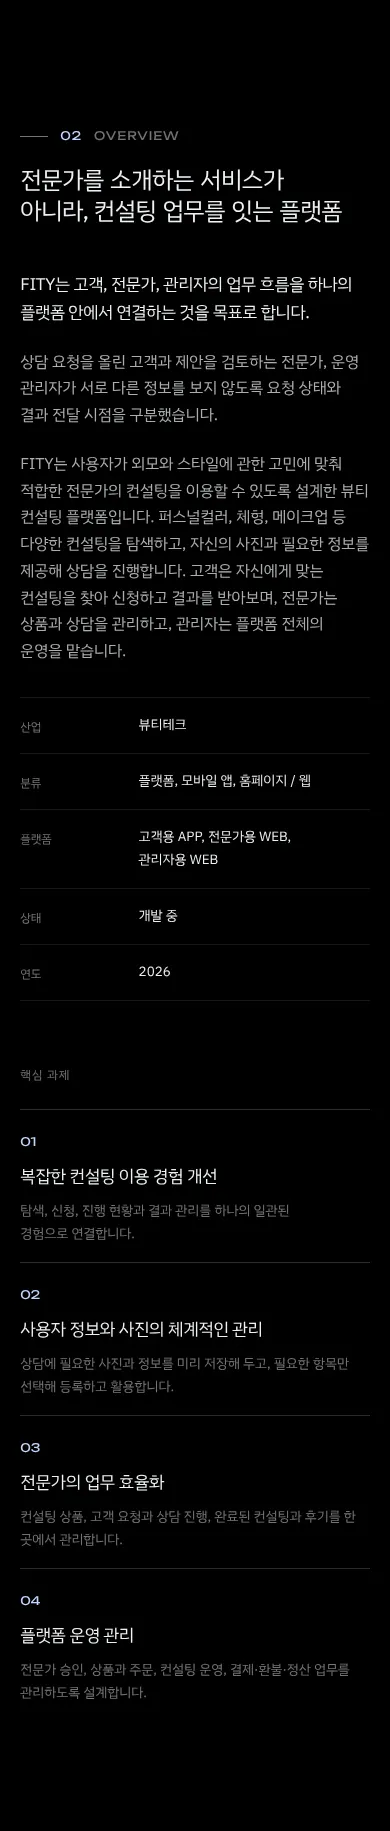 02 OVERVIEW
전문가를 소개하는 서비스가
아니라, 컨설팅 업무를 잇는 플랫폼
FITY는 고객, 전문가, 관리자의 업무 흐름을 하나의
플랫폼 안에서 연결하는 것을 목표로 합니다.
상담 요청을 올린 고객과 제안을 검토하는 전문가, 운영
관리자가 서로 다른 정보를 보지 않도록 요청 상태와
결과 전달 시점을 구분했습니다.
FITY는 사용자가 외모와 스타일에 관한 고민에 맞춰
적합한 전문가의 컨설팅을 이용할 수 있도록 설계한 뷰티
컨설팅 플랫폼입니다. 퍼스널컬러, 체형, 메이크업 등
다양한 컨설팅을 탐색하고, 자신의 사진과 필요한 정보를
제공해 상담을 진행합니다. 고객은 자신에게 맞는
컨설팅을 찾아 신청하고 결과를 받아보며, 전문가는
상품과 상담을 관리하고, 관리자는 플랫폼 전체의
운영을 맡습니다.
산업 뷰티테크
분류 플랫폼, 모바일 앱, 홈페이지 / 웹
플랫폼 고객용 APP, 전문가용 WEB,
관리자용 WEB
상태 개발 중
연도 2026
핵심 과제
01
복잡한 컨설팅 이용 경험 개선
탐색, 신청, 진행 현황과 결과 관리를 하나의 일관된
경험으로 연결합니다.
02
사용자 정보와 사진의 체계적인 관리
상담에 필요한 사진과 정보를 미리 저장해 두고, 필요한 항목만
선택해 등록하고 활용합니다.
03
전문가의 업무 효율화
컨설팅 상품, 고객 요청과 상담 진행, 완료된 컨설팅과 후기를 한
곳에서 관리합니다.
04
플랫폼 운영 관리
전문가 승인, 상품과 주문, 컨설팅 운영, 결제·환불·정산 업무를
관리하도록 설계합니다.